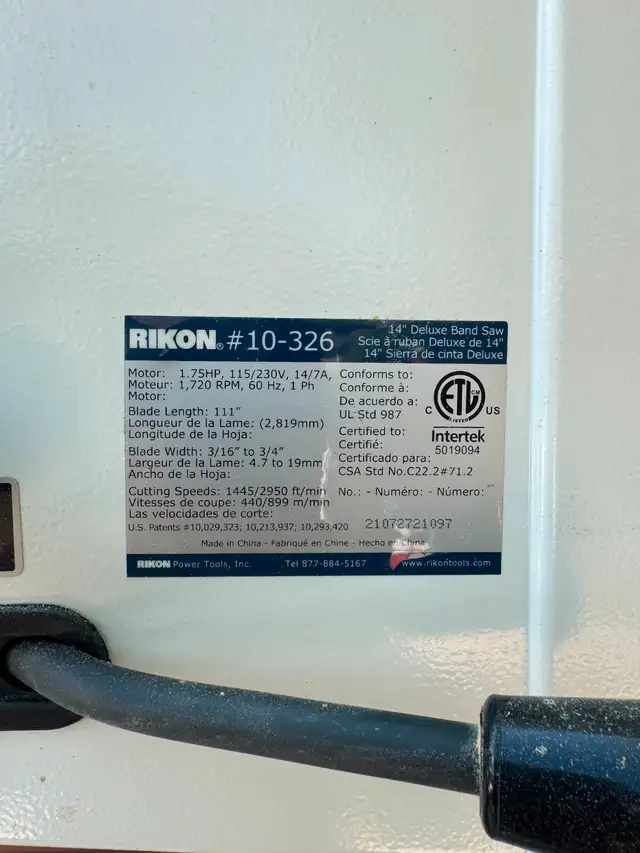 RIKON® #10-326
14" Deluxe Band Saw
Scie à ruban Deluxe de 14"
14" Sierra de cinta Deluxe
Motor: 1.75HP, 115/230V, 14/7A,
Moteur: 1,720 RPM, 60 Hz, 1 Ph
Motor:
Blade Length: 111"
Longueur de la Lame: (2,819mm)
Longitude de la Hoja:
Blade Width: 3/16" to 3/4"
Largeur de la Lame: 4.7 to 19mm
Ancho de la Hoja:
Cutting Speeds: 1445/2950 ft/min
Vitesses de coupe: 440/899 m/min
Las velocidades de corte:
U.S. Patents #10,029,323; 10,213,937; 10,293,420
Conforms to:
Conforme à:
De acuerdo a:
UL Std 987
Certified to:
Certifié:
Certificado para:
CSA Std No.C22.2#71.2
C ETL CM US
LISTED
Intertek
5019094
No.: - Numéro: - Número:
21072721097
Made in China - Fabriqué en Chine - Hecho en China
RIKON Power Tools, Inc. Tel 877-884-5167 www.rikontools.com